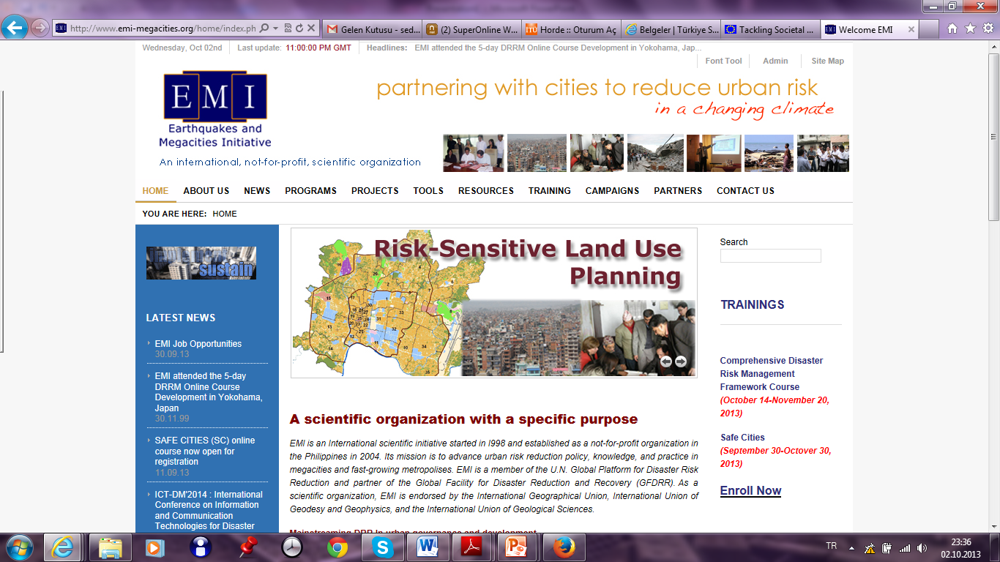 http://www.emi-megacities.org/home/index.ph
Gelen Kutusu - sed...
(2) SuperOnline W...
Horde :: Oturum Aç
Belgeler | Türkiye S...
Tackling Societal ...
Welcome EMI
Wednesday, Oct 02nd
Last update: 11:00:00 PM GMT
Headlines: EMI attended the 5-day DRRM Online Course Development in Yokohama, Jap...
Font Tool
Admin
Site Map
EMI
Earthquakes and
Megacities Initiative
An international, not-for-profit, scientific organization
partnering with cities to reduce urban risk
in a changing climate
HOME ABOUT US NEWS PROGRAMS PROJECTS TOOLS RESOURCES TRAINING CAMPAIGNS PARTNERS CONTACT US
YOU ARE HERE: HOME
sustain
LATEST NEWS
EMI Job Opportunities
30.09.13
EMI attended the 5-day
DRRM Online Course
Development in Yokohama,
Japan
30.11.99
SAFE CITIES (SC) online
course now open for
registration
11.09.13
ICT-DM'2014 : International
Conference on Information
and Communication
Technologies for Disaster
Risk-Sensitive Land Use
Planning
A scientific organization with a specific purpose
EMI is an International scientific initiative started in I998 and established as a not-for-profit organization in
the Philippines in 2004. Its mission is to advance urban risk reduction policy, knowledge, and practice in
megacities and fast-growing metropolises. EMI is a member of the U.N. Global Platform for Disaster Risk
Reduction and partner of the Global Facility for Disaster Reduction and Recovery (GFDRR). As a
scientific organization, EMI is endorsed by the International Geographical Union, International Union of
Geodesy and Geophysics, and the International Union of Geological Sciences.
Mainstreaming DRR In urban governance and development
Search
TRAININGS
Comprehensive Disaster
Risk Management
Framework Course
(October 14-November 20,
2013)
Safe Cities
(September 30-Octover 30,
2013)
Enroll Now
TR
23:36
02.10.2013